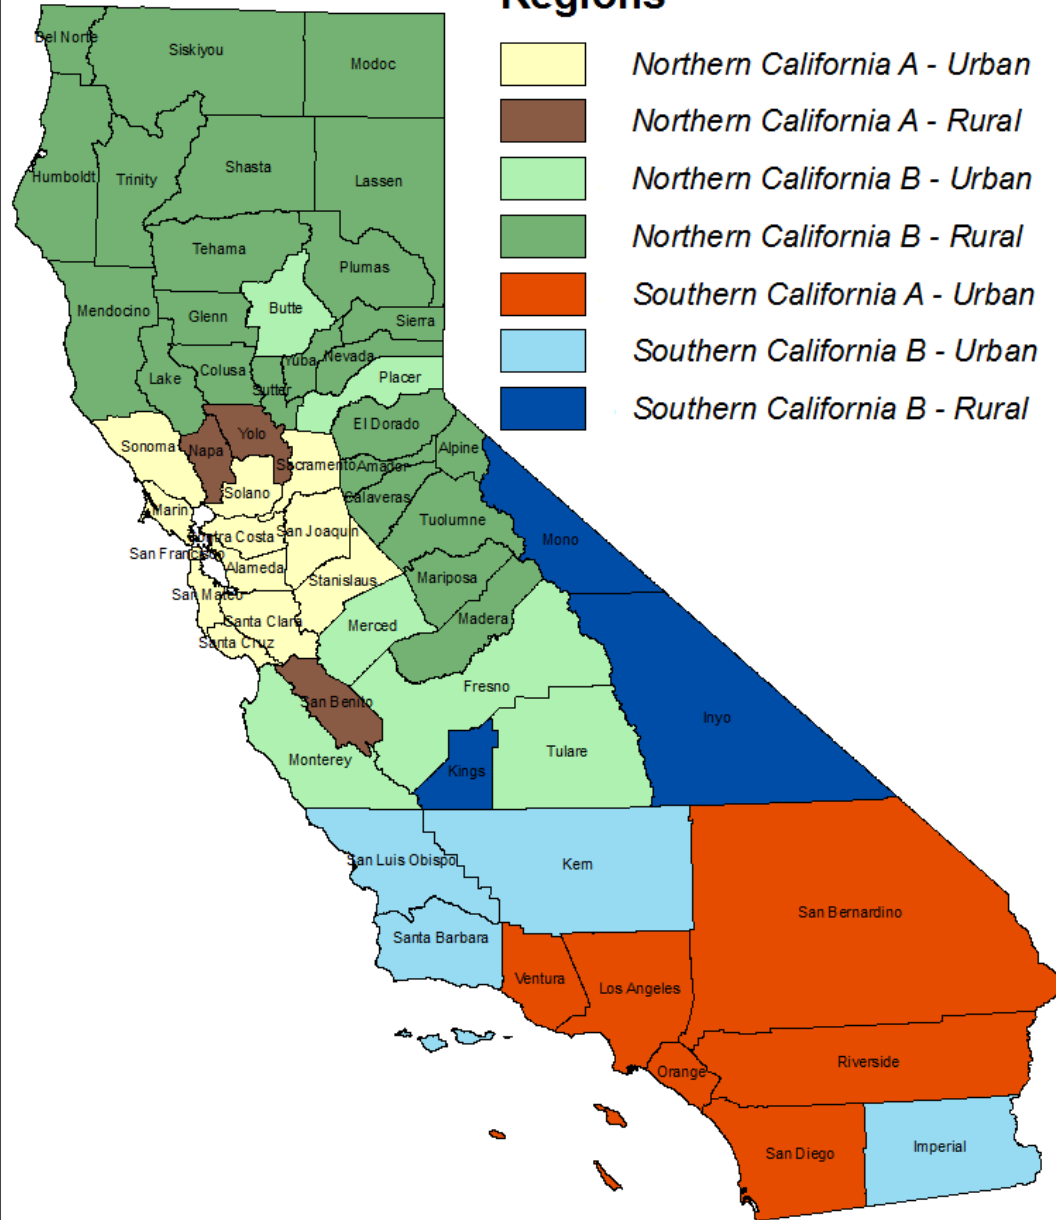 Regions
Northern California A - Urban
Northern California A - Rural
Northern California B - Urban
Northern California B - Rural
Southern California A - Urban
Southern California B - Urban
Southern California B - Rural
Del Norte
Siskiyou
Modoc
Humboldt
Trinity
Shasta
Lassen
Tehama
Plumas
Mendocino
Glenn
Butte
Sierra
Lake
Colusa
Sutter
Yuba
Nevada
Placer
Sonoma
Napa
Yolo
El Dorado
Sacramento
Amador
Alpine
Solano
Calaveras
Marin
Contra Costa
San Joaquin
Tuolumne
Mono
San Francisco
Alameda
Stanislaus
Mariposa
San Mateo
Santa Clara
Merced
Madera
Santa Cruz
San Benito
Fresno
Inyo
Monterey
Kings
Tulare
San Luis Obispo
Kern
San Bernardino
Santa Barbara
Ventura
Los Angeles
Orange
Riverside
San Diego
Imperial